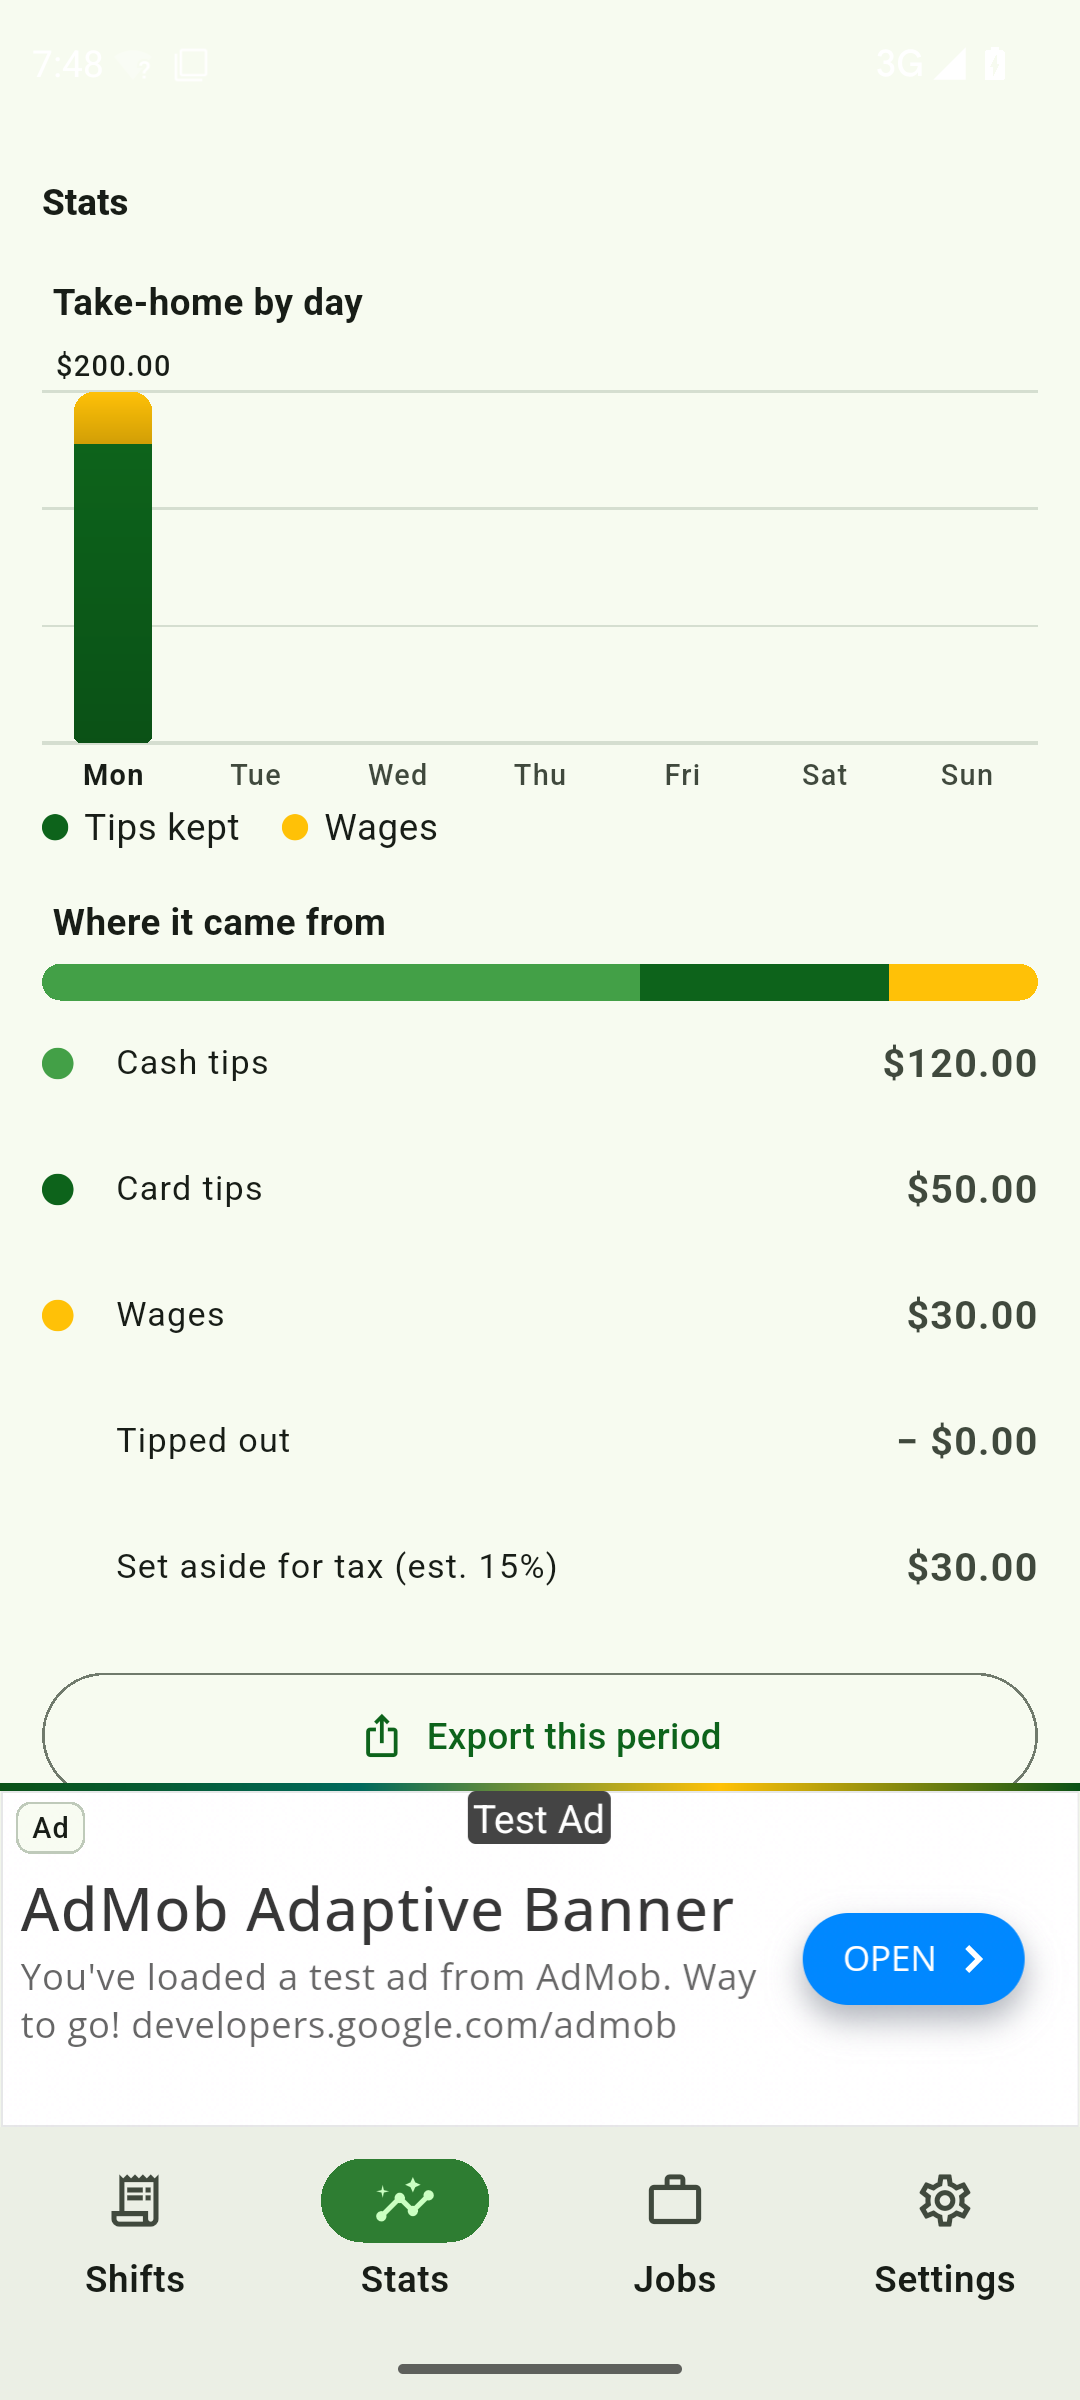 7:48
3G
Stats
Take-home by day
$200.00
Mon Tue Wed Thu Fri Sat Sun
Tips kept Wages
Where it came from
Cash tips $120.00
Card tips $50.00
Wages $30.00
Tipped out − $0.00
Set aside for tax (est. 15%) $30.00
Export this period
Test Ad
Ad
AdMob Adaptive Banner
You've loaded a test ad from AdMob. Way
to go! developers.google.com/admob
OPEN
Shifts Stats Jobs Settings